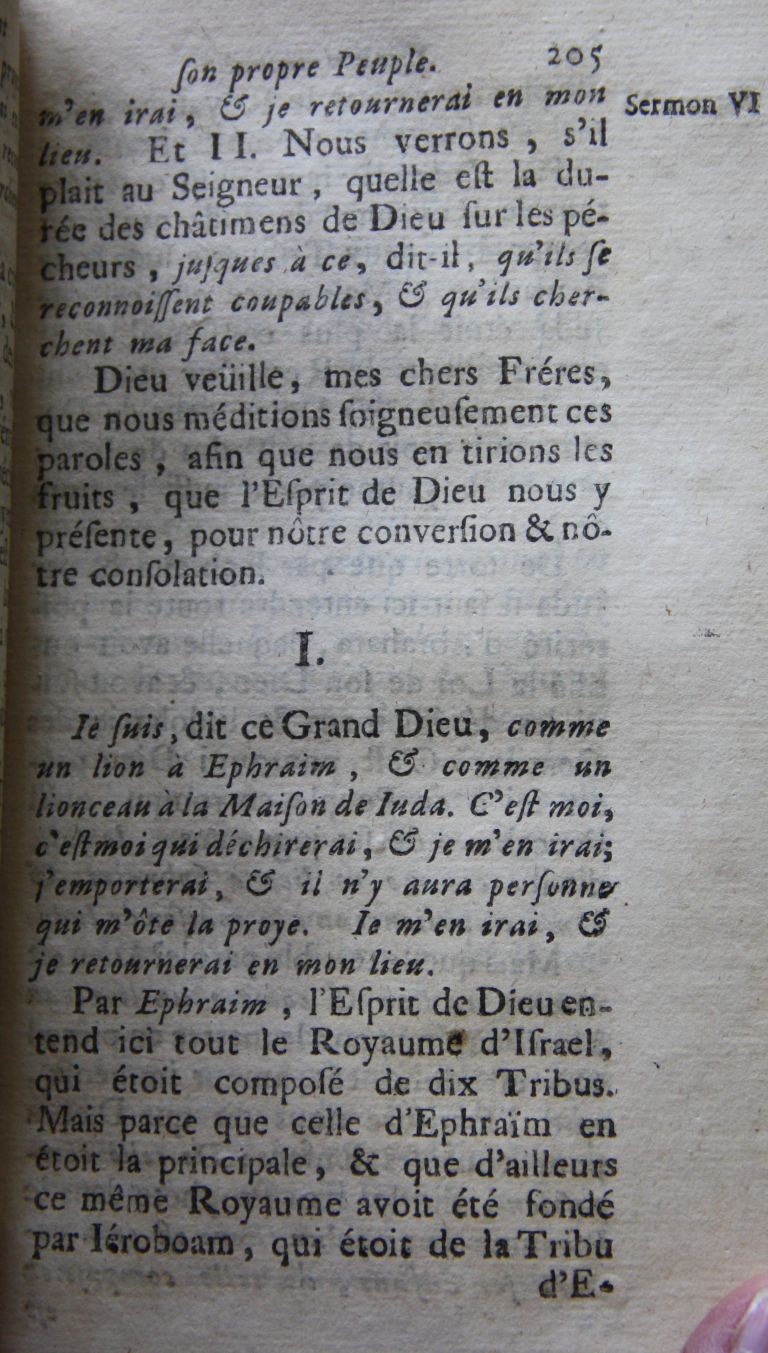 ſon propre Peuple. 205
m'en irai, & je retournerai en mon
Sermon VI
lieu. Et II. Nous verrons, s'il
plait au Seigneur, quelle eſt la du-
rée des châtimens de Dieu ſur les pé-
cheurs, juſques à ce, dit-il, qu'ils ſe
reconnoiſſent coupables, & qu'ils cher-
chent ma face.
Dieu veüille, mes chers Fréres,
que nous méditions ſoigneuſement ces
paroles, afin que nous en tirions les
fruits, que l'Eſprit de Dieu nous y
préſente, pour nôtre converſion & nô-
tre conſolation.
I.
Ie ſuis, dit ce Grand Dieu, comme
un lion à Ephraim, & comme un
lionceau à la Maiſon de Iuda. C'eſt moi,
c'eſt moi qui déchirerai, & je m'en irai;
j'emporterai, & il n'y aura perſonne
qui m'ôte la proye. Ie m'en irai, &
je retournerai en mon lieu.
Par Ephraim, l'Eſprit de Dieu en-
tend ici tout le Royaume d'Iſrael,
qui étoit compoſé de dix Tribus.
Mais parce que celle d'Ephraïm en
étoit la principale, & que d'ailleurs
ce même Royaume avoit été fondé
par Iéroboam, qui étoit de la Tribu
d'E-